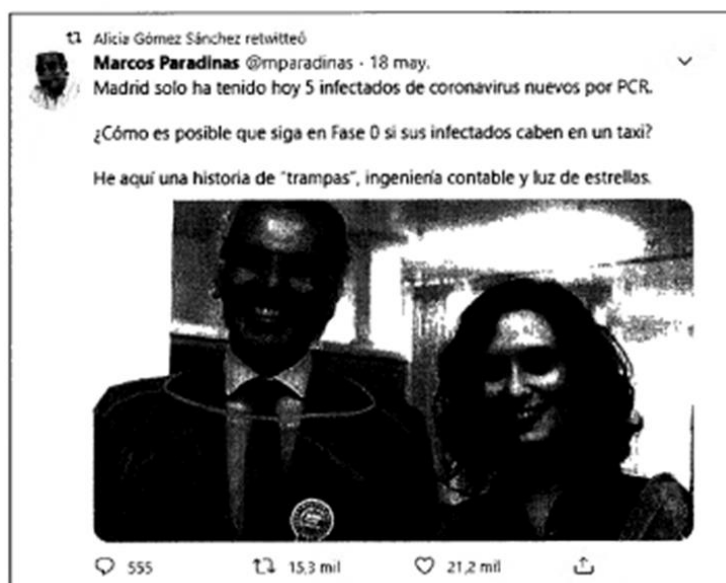 Alicia Gómez Sánchez retwitteó
Marcos Paradinas @mparadinas · 18 may.
Madrid solo ha tenido hoy 5 infectados de coronavirus nuevos por PCR.
¿Cómo es posible que siga en Fase 0 si sus infectados caben en un taxi?
He aquí una historia de "trampas", ingeniería contable y luz de estrellas.
555 15,3 mil 21,2 mil